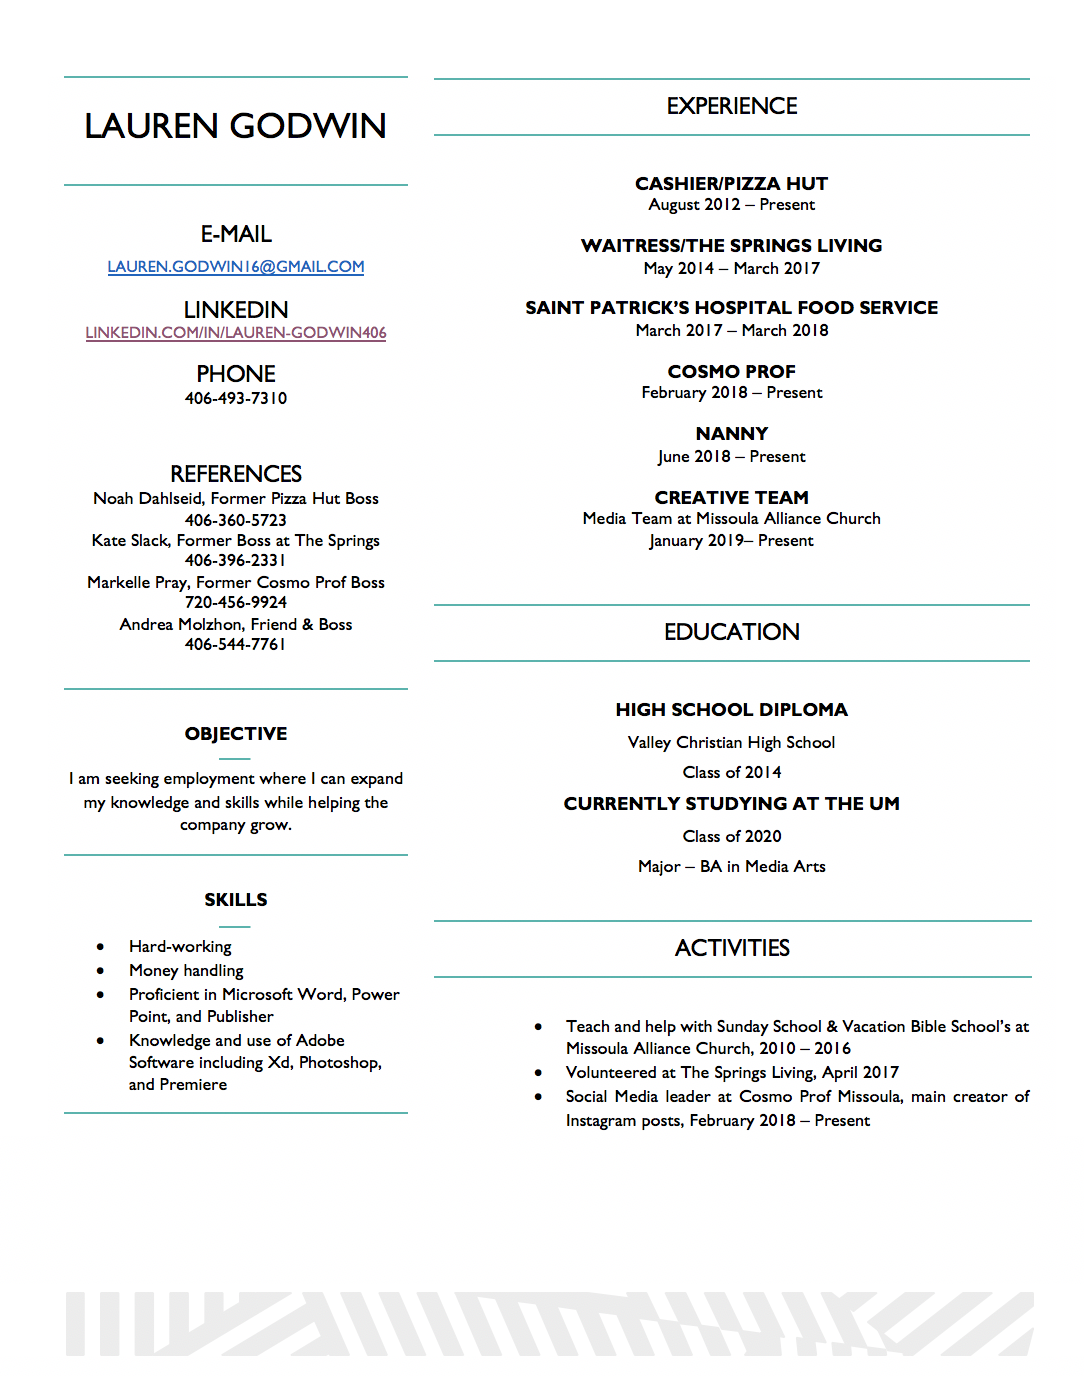 LAUREN GODWIN
E-MAIL
LAUREN.GODWIN16@GMAIL.COM
LINKEDIN
LINKEDIN.COM/IN/LAUREN-GODWIN406
PHONE
406-493-7310
REFERENCES
Noah Dahlseid, Former Pizza Hut Boss
406-360-5723
Kate Slack, Former Boss at The Springs
406-396-2331
Markelle Pray, Former Cosmo Prof Boss
720-456-9924
Andrea Molzhon, Friend & Boss
406-544-7761
OBJECTIVE
I am seeking employment where I can expand
my knowledge and skills while helping the
company grow.
SKILLS
• Hard-working
• Money handling
• Proficient in Microsoft Word, Power
Point, and Publisher
• Knowledge and use of Adobe
Software including Xd, Photoshop,
and Premiere
EXPERIENCE
CASHIER/PIZZA HUT
August 2012 – Present
WAITRESS/THE SPRINGS LIVING
May 2014 – March 2017
SAINT PATRICK’S HOSPITAL FOOD SERVICE
March 2017 – March 2018
COSMO PROF
February 2018 – Present
NANNY
June 2018 – Present
CREATIVE TEAM
Media Team at Missoula Alliance Church
January 2019– Present
EDUCATION
HIGH SCHOOL DIPLOMA
Valley Christian High School
Class of 2014
CURRENTLY STUDYING AT THE UM
Class of 2020
Major – BA in Media Arts
ACTIVITIES
• Teach and help with Sunday School & Vacation Bible School’s at
Missoula Alliance Church, 2010 – 2016
• Volunteered at The Springs Living, April 2017
• Social Media leader at Cosmo Prof Missoula, main creator of
Instagram posts, February 2018 – Present